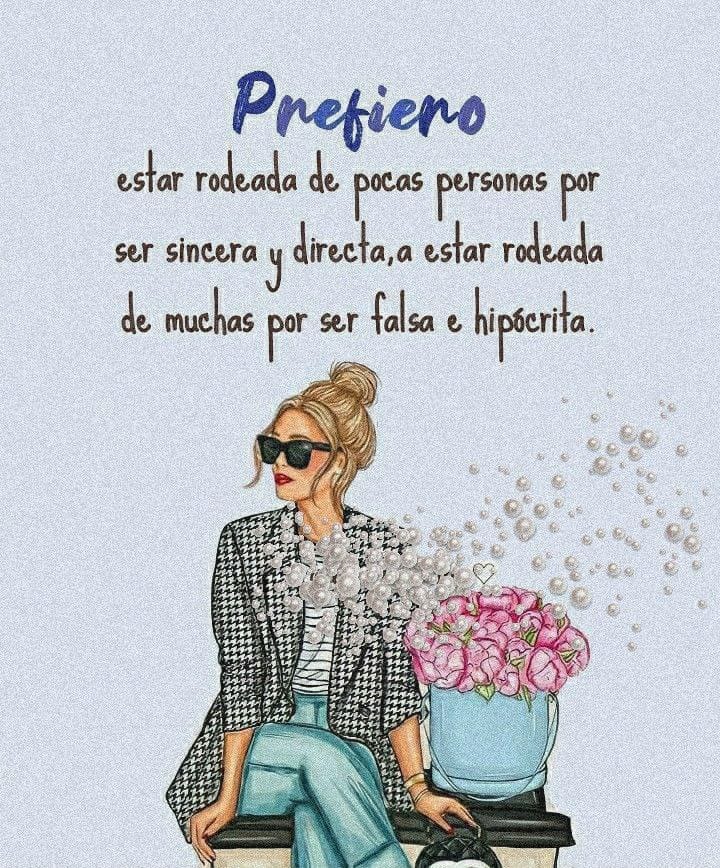 Prefiero
estar rodeada de pocas personas por
ser sincera y directa,a estar rodeada
de muchas por ser falsa e hipócrita.